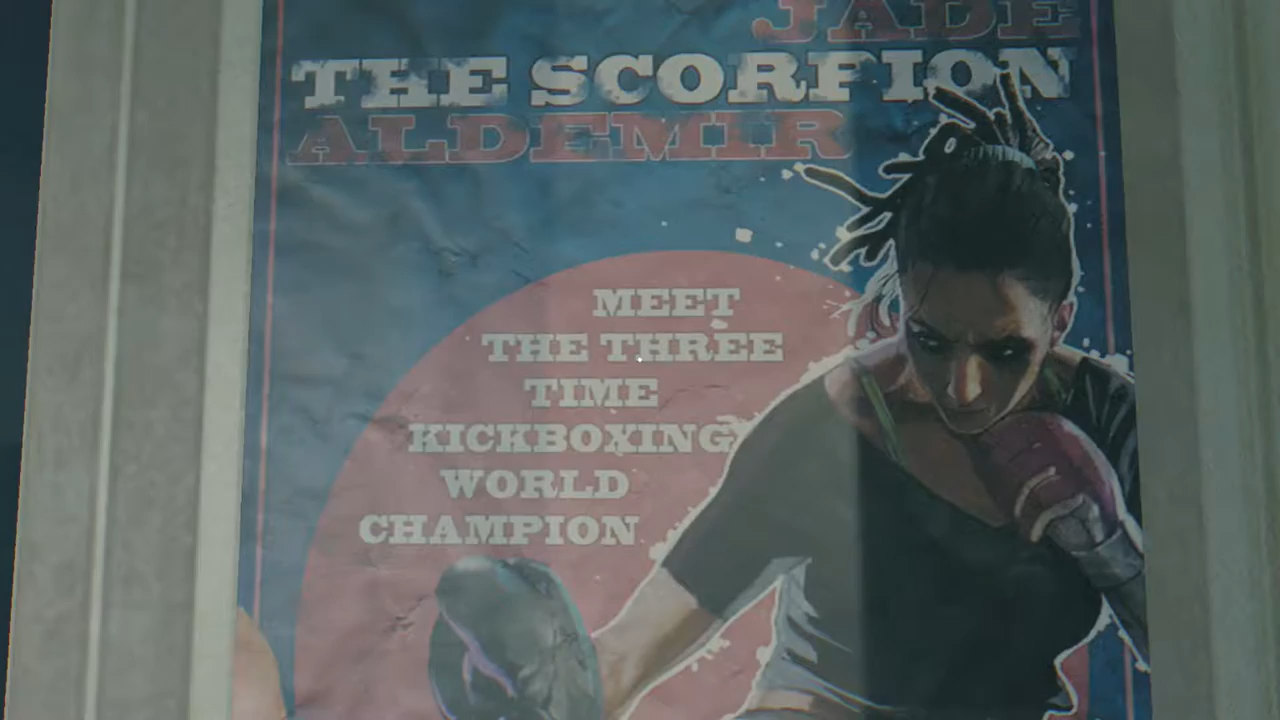 JADE
THE SCORPION
ALDEMIR
MEET
THE THREE
TIME
KICKBOXING
WORLD
CHAMPION